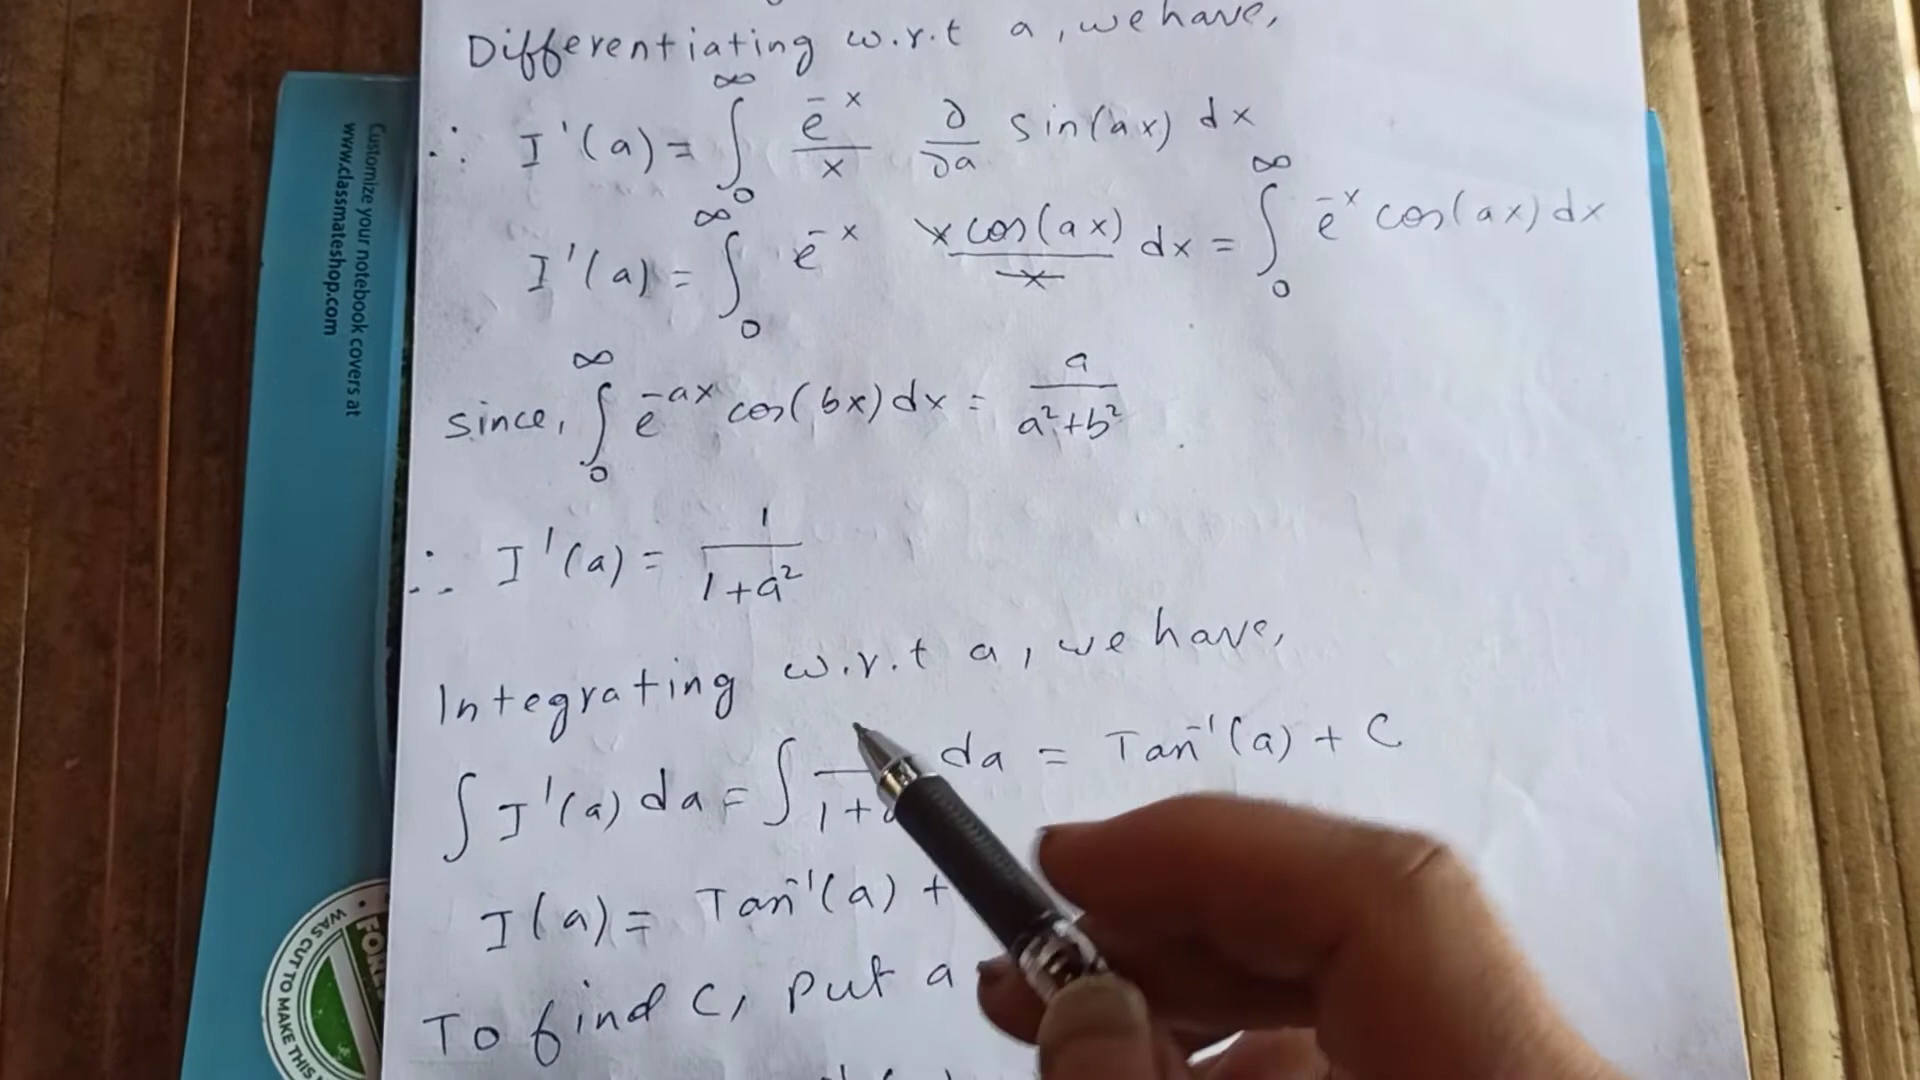 Differentiating w.r.t a, we have,
∴ I'(a) = ∫₀^∞ e^-x/x ∂/∂a sin(ax) dx
I'(a) = ∫₀^∞ e^-x x cos(ax)/x dx = ∫₀^∞ e^-x cos(ax) dx
since, ∫₀^∞ e^-ax cos(bx) dx = a/(a²+b²)
∴ I'(a) = 1/(1+a²)
Integrating w.r.t a, we have,
∫ I'(a) da = ∫ 1+ da = Tan⁻¹(a) + C
I(a) = Tan⁻¹(a) +
To find C, put a
Customize your notebook covers at
www.classmateshop.com
WAS CUT TO MAKE THIS